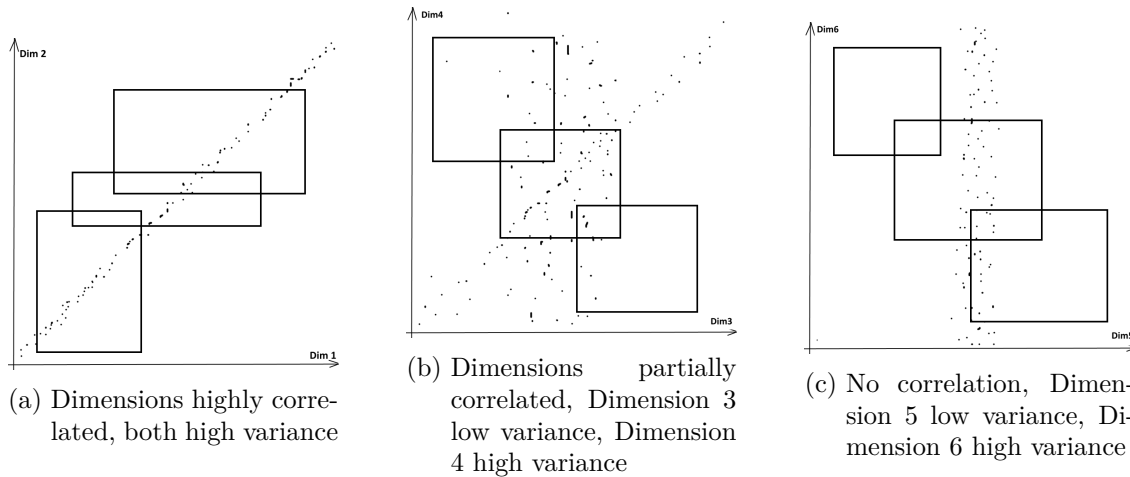 Dim 2
Dim 1
(a) Dimensions highly corre-
lated, both high variance
Dim4
Dim3
(b) Dimensions partially
correlated, Dimension 3
low variance, Dimension
4 high variance
Dim6
Dim5
(c) No correlation, Dimen-
sion 5 low variance, Di-
mension 6 high variance